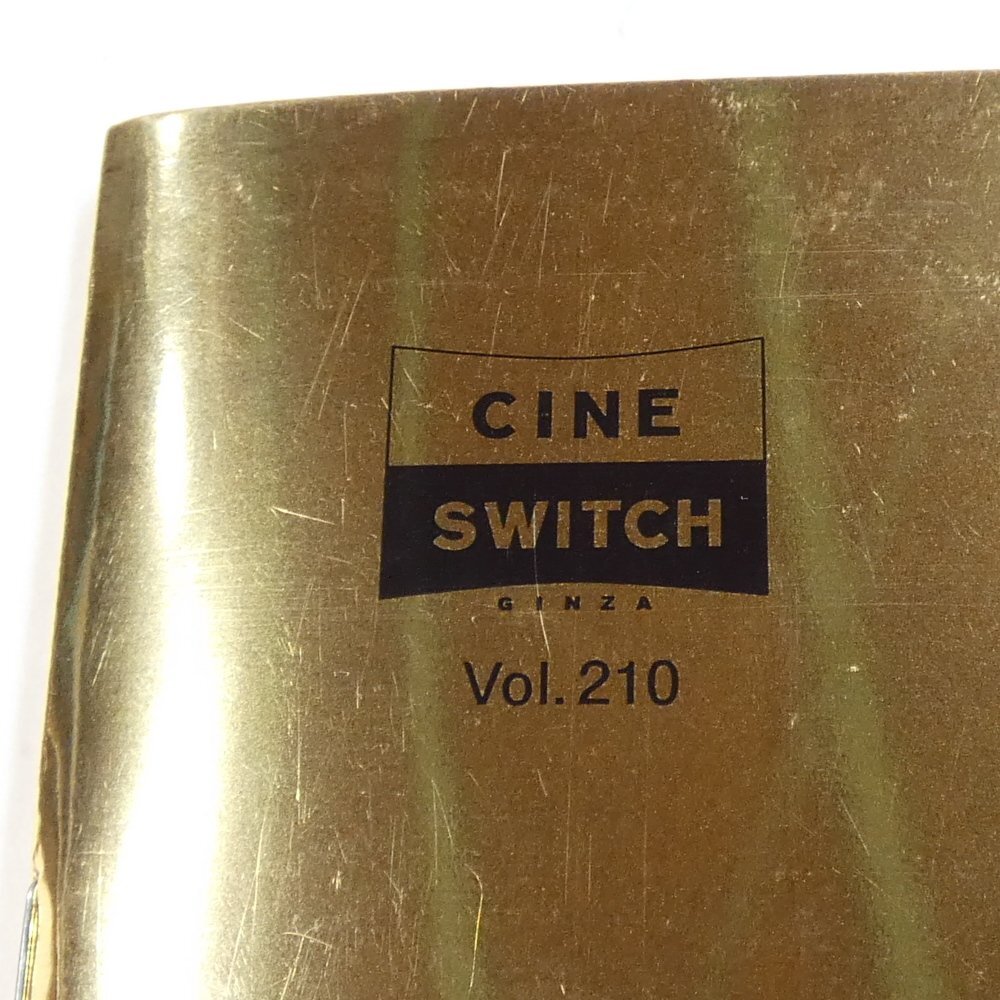 CINE
SWITCH
GINZA
Vol. 210